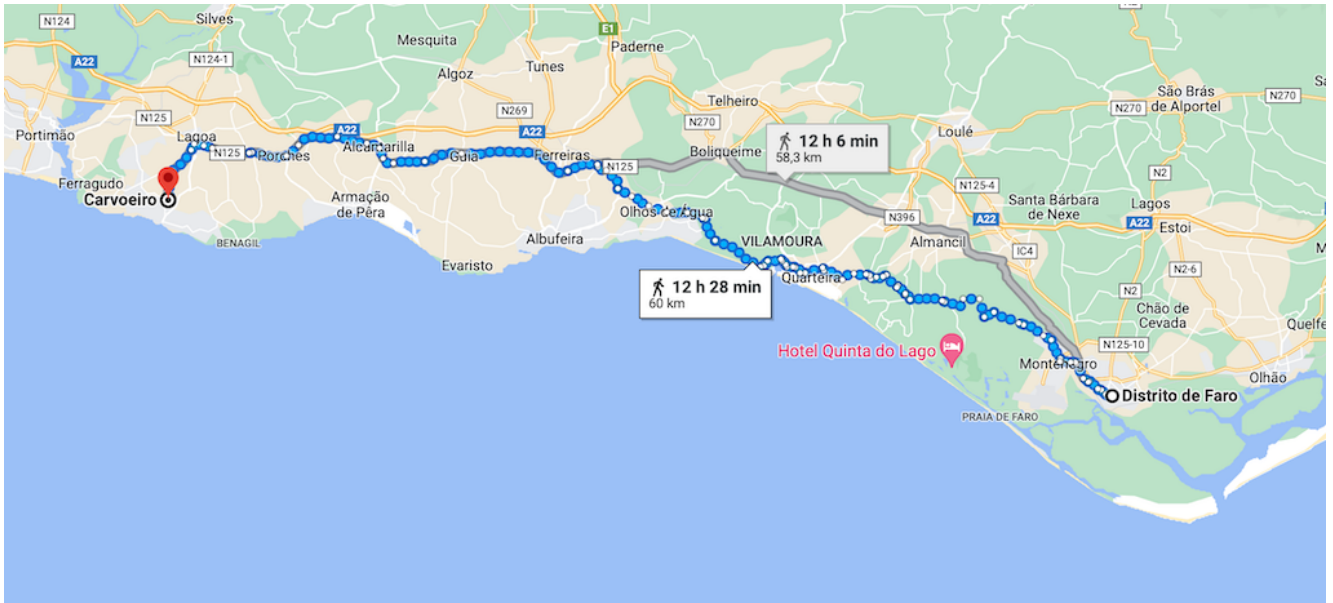 N124
Silves
Mesquita
E1
Paderne
N124-1
A22
Algoz
Tunes
São Brás
de Alportel
N270
N270
Telheiro
N269
N270
Loulé
N125
A22
A22
Portimão
Lagoa
N125
Porches
Alcantarilla
Guia
Ferreiras
N125
Boliqueime
12 h 6 min
58,3 km
Ferragudo
Carvoeiro
Armação
de Pêra
N125-4
N2
Santa Bárbara
de Nexe
Lagos
A22
Estoi
Olhos de Água
N396
A22
Almancil
IC4
BENAGIL
Albufeira
VILAMOURA
Evaristo
Quarteira
N2-6
12 h 28 min
60 km
N2
Chão de
Cevada
Quelfe
Hotel Quinta do Lago
N125-10
Montenegro
Olhão
Distrito de Faro
PRAIA DE FARO